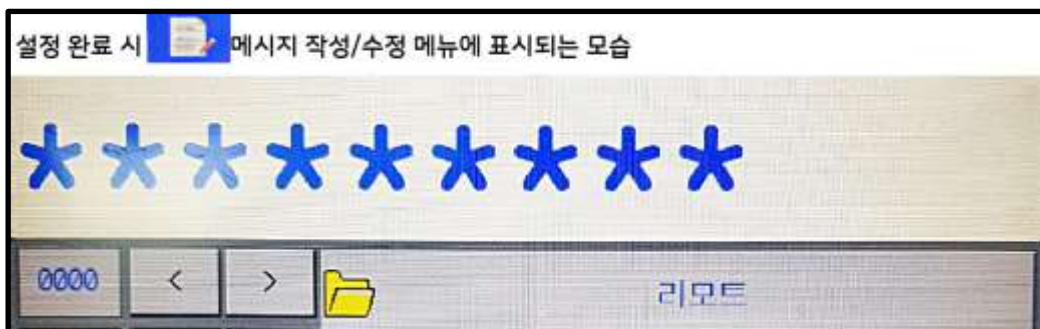 설정 완료 시 메시지 작성/수정 메뉴에 표시되는 모습
*********
0000 < > 리모트